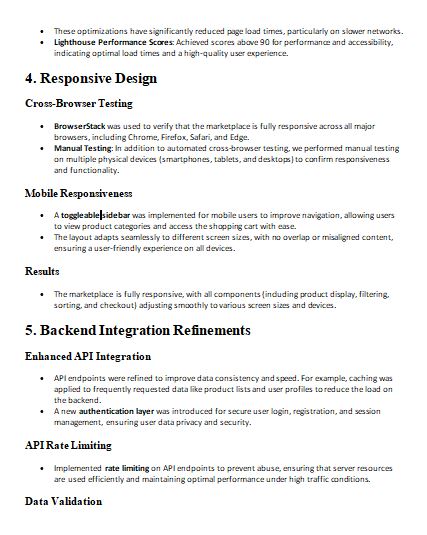 • These optimizations have significantly reduced page load times, particularly on slower networks.
• Lighthouse Performance Scores: Achieved scores above 90 for performance and accessibility,
indicating optimal load times and a high-quality user experience.
4. Responsive Design
Cross-Browser Testing
• BrowserStack was used to verify that the marketplace is fully responsive across all major
browsers, including Chrome, Firefox, Safari, and Edge.
• Manual Testing: In addition to automated cross-browser testing, we performed manual testing
on multiple physical devices (smartphones, tablets, and desktops) to confirm responsiveness
and functionality.
Mobile Responsiveness
• A toggleable sidebar was implemented for mobile users to improve navigation, allowing users
to view product categories and access the shopping cart with ease.
• The layout adapts seamlessly to different screen sizes, with no overlap or misaligned content,
ensuring a user-friendly experience on all devices.
Results
• The marketplace is fully responsive, with all components (including product display, filtering,
sorting, and checkout) adjusting smoothly to various screen sizes and devices.
5. Backend Integration Refinements
Enhanced API Integration
• API endpoints were refined to improve data consistency and speed. For example, caching was
applied to frequently requested data like product lists and user profiles to reduce the load on
the backend.
• A new authentication layer was introduced for secure user login, registration, and session
management, ensuring user data privacy and security.
API Rate Limiting
• Implemented rate limiting on API endpoints to prevent abuse, ensuring that server resources
are used efficiently and maintaining optimal performance under high traffic conditions.
Data Validation